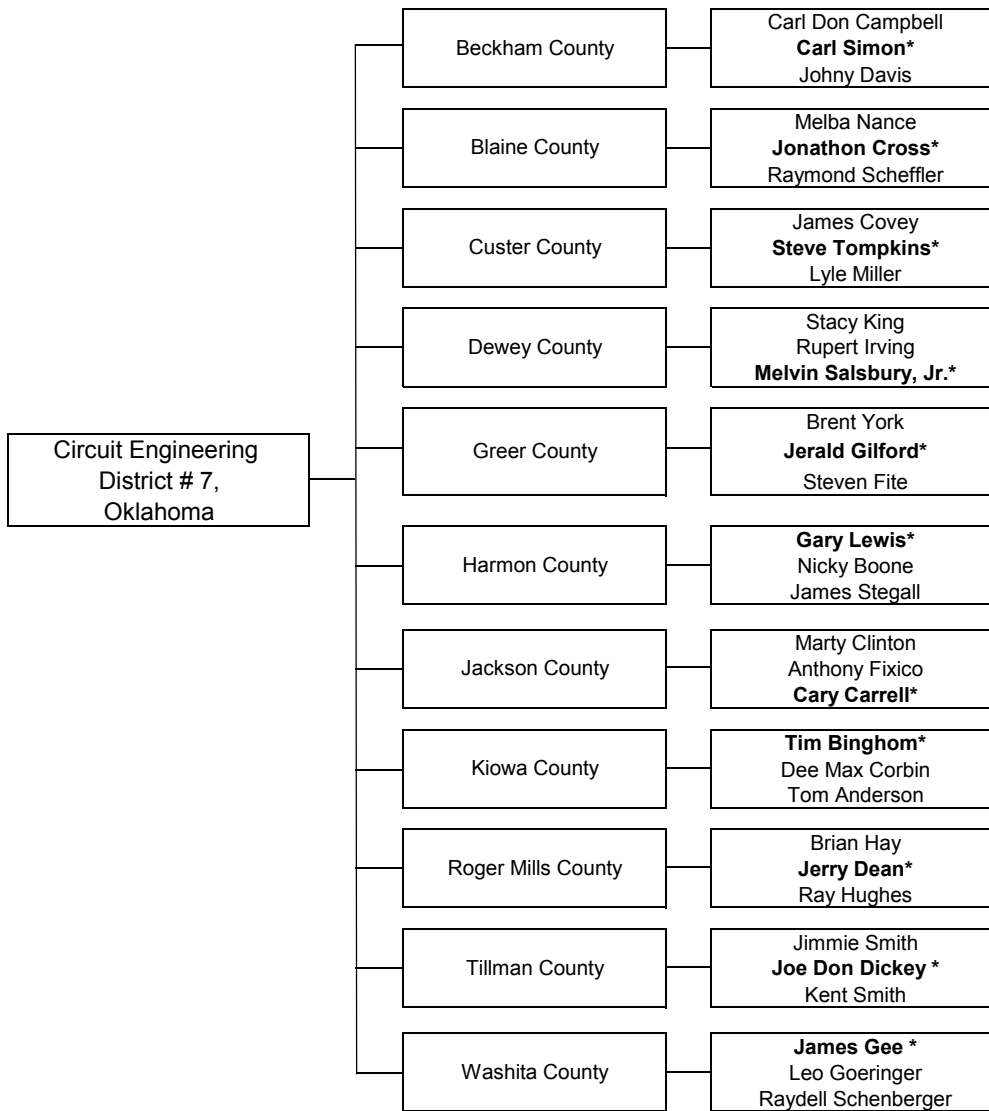 Beckham County
Carl Don Campbell
Carl Simon*
Johny Davis
Blaine County
Melba Nance
Jonathon Cross*
Raymond Scheffler
Custer County
James Covey
Steve Tompkins*
Lyle Miller
Dewey County
Stacy King
Rupert Irving
Melvin Salsbury, Jr.*
Circuit Engineering
District # 7,
Oklahoma
Greer County
Brent York
Jerald Gilford*
Steven Fite
Harmon County
Gary Lewis*
Nicky Boone
James Stegall
Jackson County
Marty Clinton
Anthony Fixico
Cary Carrell*
Kiowa County
Tim Binghom*
Dee Max Corbin
Tom Anderson
Roger Mills County
Brian Hay
Jerry Dean*
Ray Hughes
Tillman County
Jimmie Smith
Joe Don Dickey *
Kent Smith
Washita County
James Gee *
Leo Goeringer
Raydell Schenberger